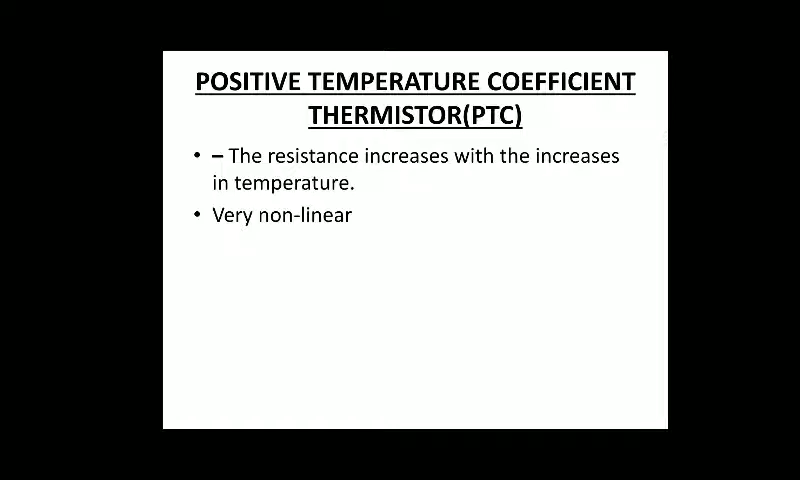 POSITIVE TEMPERATURE COEFFICIENT
THERMISTOR(PTC)
• – The resistance increases with the increases
in temperature.
• Very non-linear